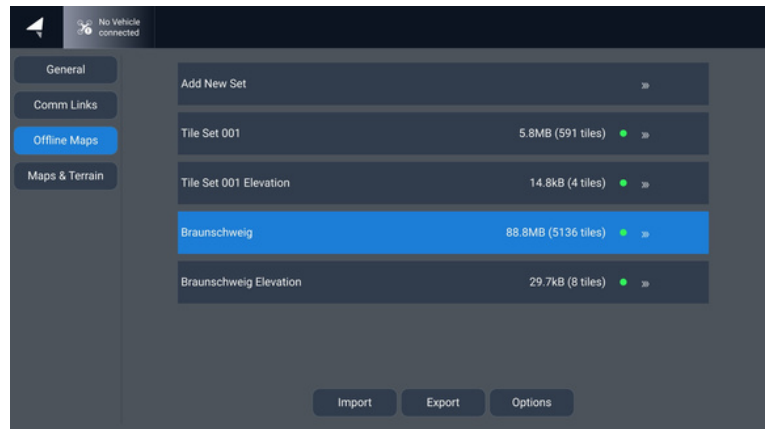 No Vehicle
connected
General
Comm Links
Offline Maps
Maps & Terrain
Add New Set »
Tile Set 001 5.8MB (591 tiles) »
Tile Set 001 Elevation 14.8kB (4 tiles) »
Braunschweig 88.8MB (5136 tiles) »
Braunschweig Elevation 29.7kB (8 tiles) »
Import Export Options